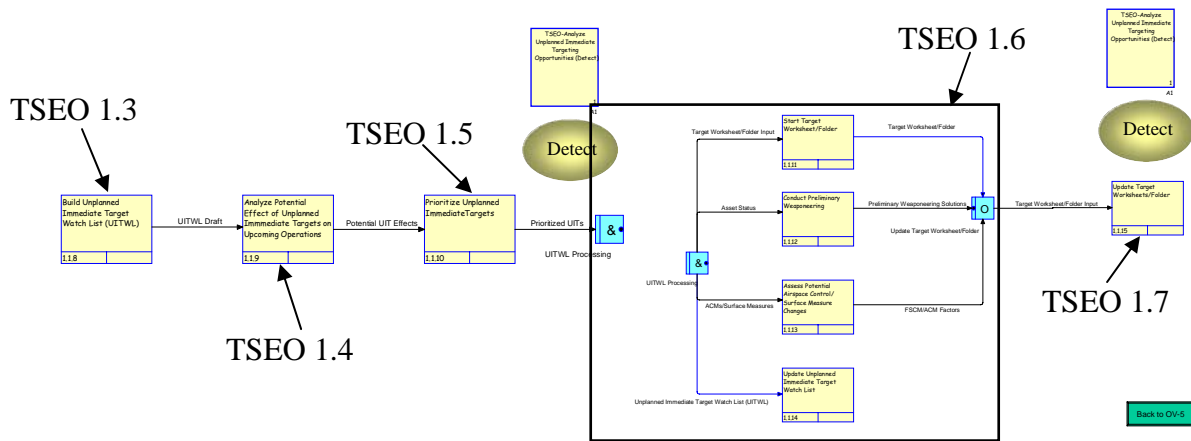 TSEO-Analyze
Unplanned Immediate
Targeting
Opportunities (Detect)
1
A1
Detect
TSEO 1.6
TSEO-Analyze
Unplanned Immediate
Targeting
Opportunities (Detect)
1
A1
Detect
TSEO 1.3
TSEO 1.5
Build Unplanned
Immediate Target
Watch List (UITWL)
1.1.8
UITWL Draft
Analyze Potential
Effect of Unplanned
Immmediate Targets on
Upcoming Operations
1.1.9
Potential UIT Effects
Prioritize Unplanned
ImmediateTargets
1.1.10
Prioritized UITs
&
UITWL Processing
TSEO 1.4
&
UITWL Processing
Target Worksheet/Folder Input
Start Target
Worksheet/Folder
1.1.11
Target Worksheet/Folder
Asset Status
Conduct Preliminary
Weaponeering
1.1.12
Preliminary Weaponeering Solutions
Update Target Worksheet/Folder
ACMs/Surface Measures
Assess Potential
Airspace Control/
Surface Measure
Changes
1.1.13
FSCM/ACM Factors
Unplanned Immediate Target Watch List (UITWL)
Update Unplanned
Immediate Target
Watch List
1.1.14
O
Target Worksheet/Folder Input
Update Target
Worksheets/Folder
1.1.15
TSEO 1.7
Back to OV-5